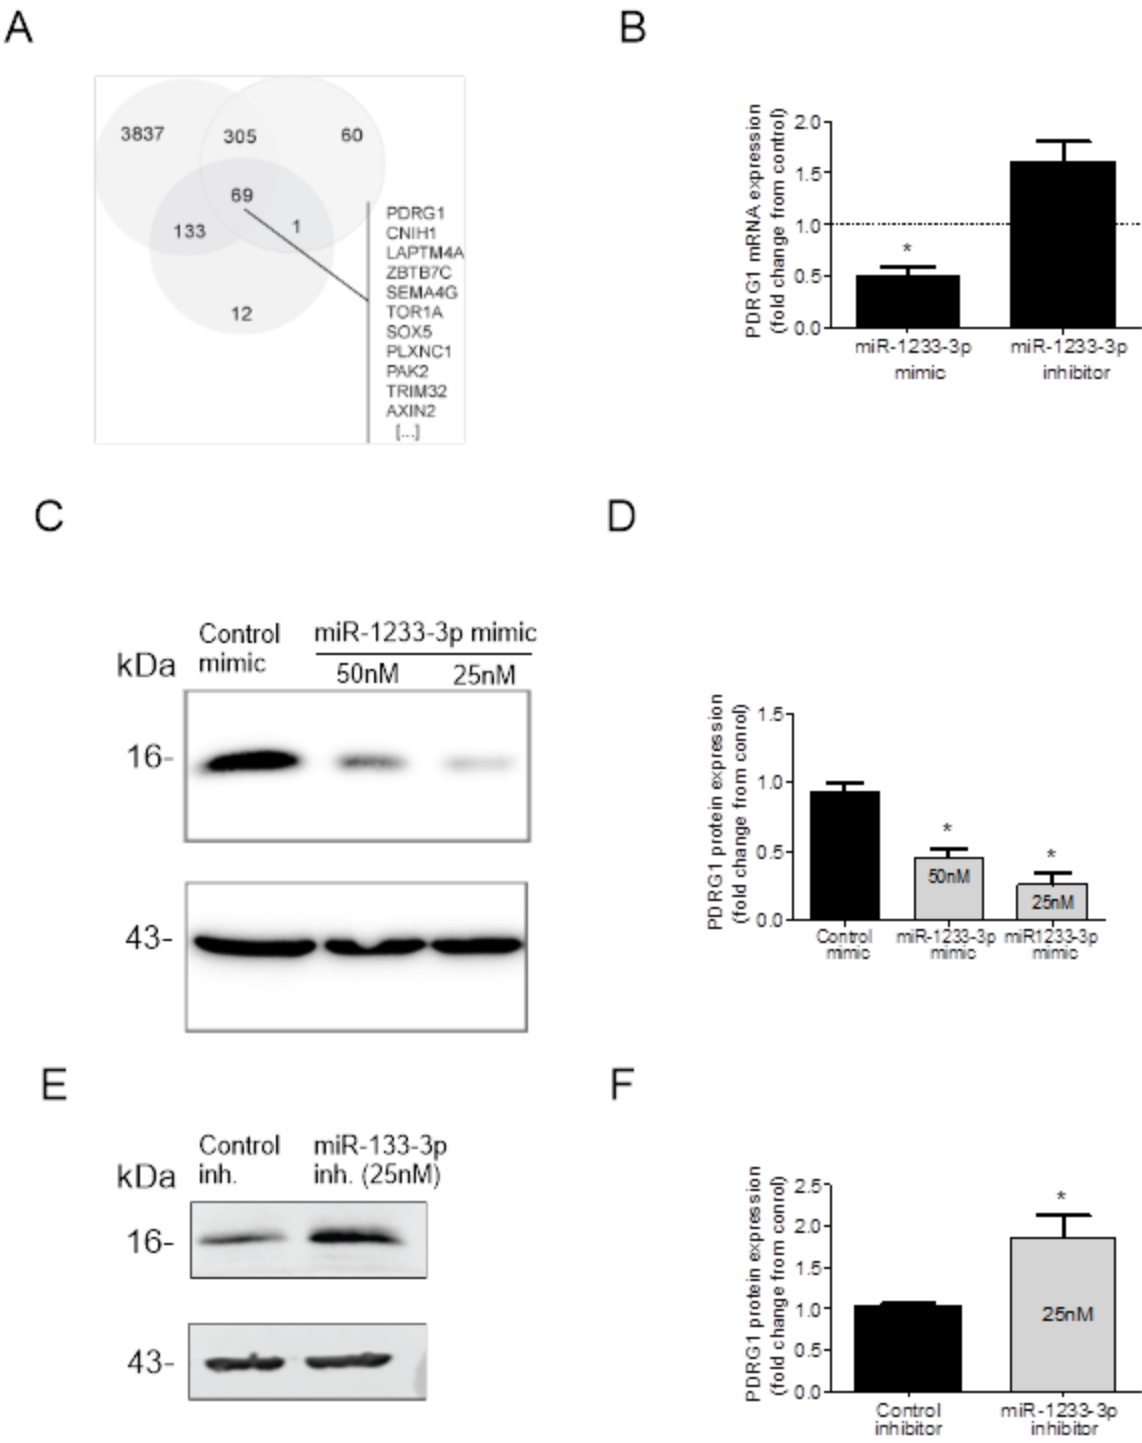 A
3837
305
60
69
133
1
12
PDRG1
CNIH1
LAPTM4A
ZBTB7C
SEMA4G
TOR1A
SOX5
PLXNC1
PAK2
TRIM32
AXIN2
[...]
B
PDRG1 mRNA expression
(fold change from control)
2.0
1.5
1.0
0.5
0.0
*
miR-1233-3p
mimic
miR-1233-3p
inhibitor
C
kDa
Control
mimic
miR-1233-3p mimic
50nM
25nM
16-
43-
D
PDRG1 protein expression
(fold change from conrol)
1.5
1.0
0.5
0.0
*
*
50nM
25nM
Control
mimic
miR-1233-3p
mimic
miR1233-3p
mimic
E
kDa
Control
inh.
miR-133-3p
inh. (25nM)
16-
43-
F
PDRG1 protein expression
(fold change from conrol)
2.5
2.0
1.5
1.0
0.5
0.0
*
25nM
Control
inhibitor
miR-1233-3p
inhibitor